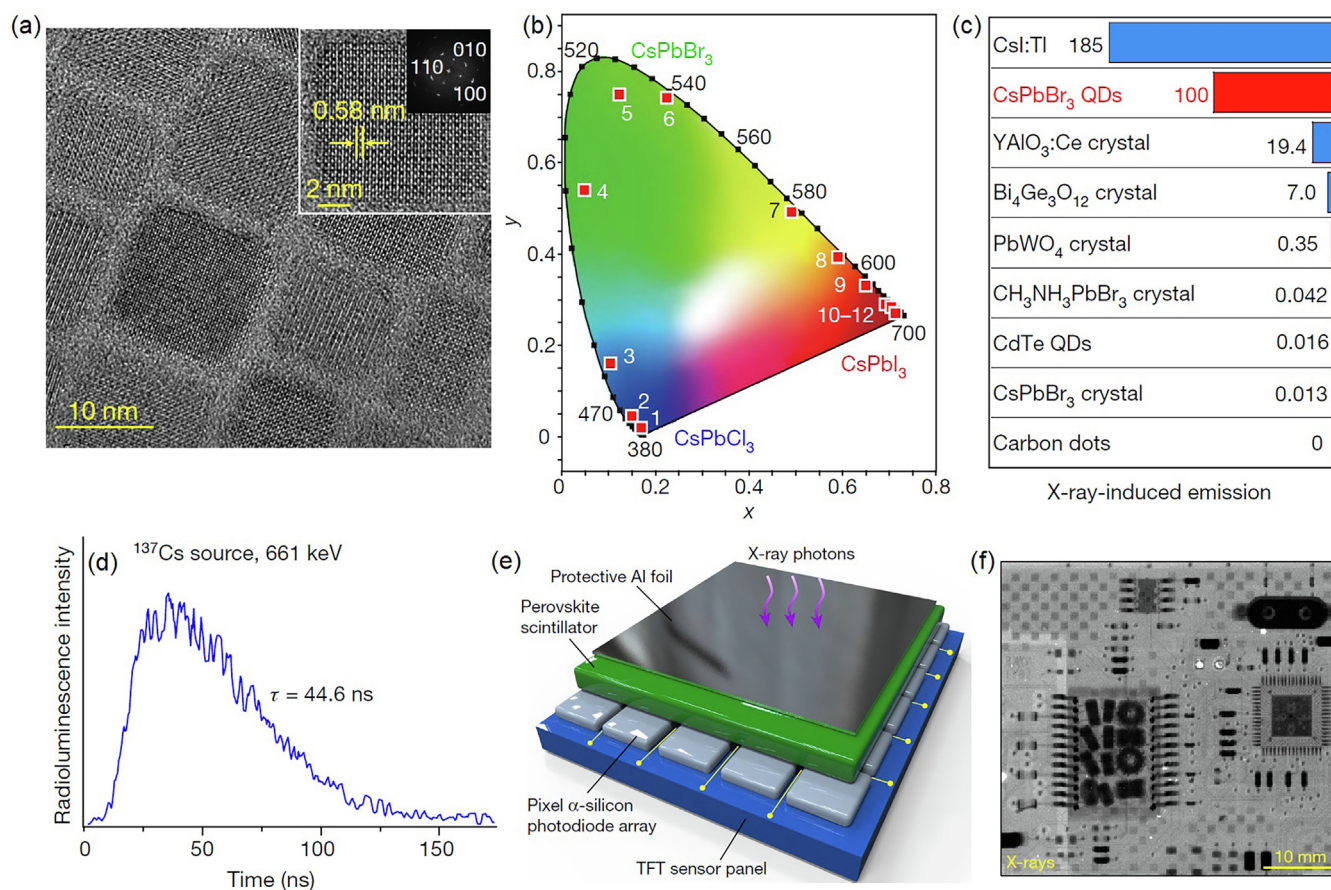 (a)
010
110
100
0.58 nm
2 nm
10 nm
(b)
CsPbBr₃
520
540
560
580
600
700
470
380
0.8
0.6
0.4
0.2
0
y
0
0.2
0.4
0.6
0.8
x
1
2
3
4
5
6
7
8
9
10–12
CsPbI₃
CsPbCl₃
(c)
CsI:Tl 185
CsPbBr₃ QDs 100
YAlO₃:Ce crystal 19.4
Bi₄Ge₃O₁₂ crystal 7.0
PbWO₄ crystal 0.35
CH₃NH₃PbBr₃ crystal 0.042
CdTe QDs 0.016
CsPbBr₃ crystal 0.013
Carbon dots 0
X-ray-induced emission
(d)
¹³⁷Cs source, 661 keV
τ = 44.6 ns
Radioluminescence intensity
0 50 100 150
Time (ns)
(e)
X-ray photons
Protective Al foil
Perovskite
scintillator
Pixel α-silicon
photodiode array
TFT sensor panel
(f)
X-rays
10 mm